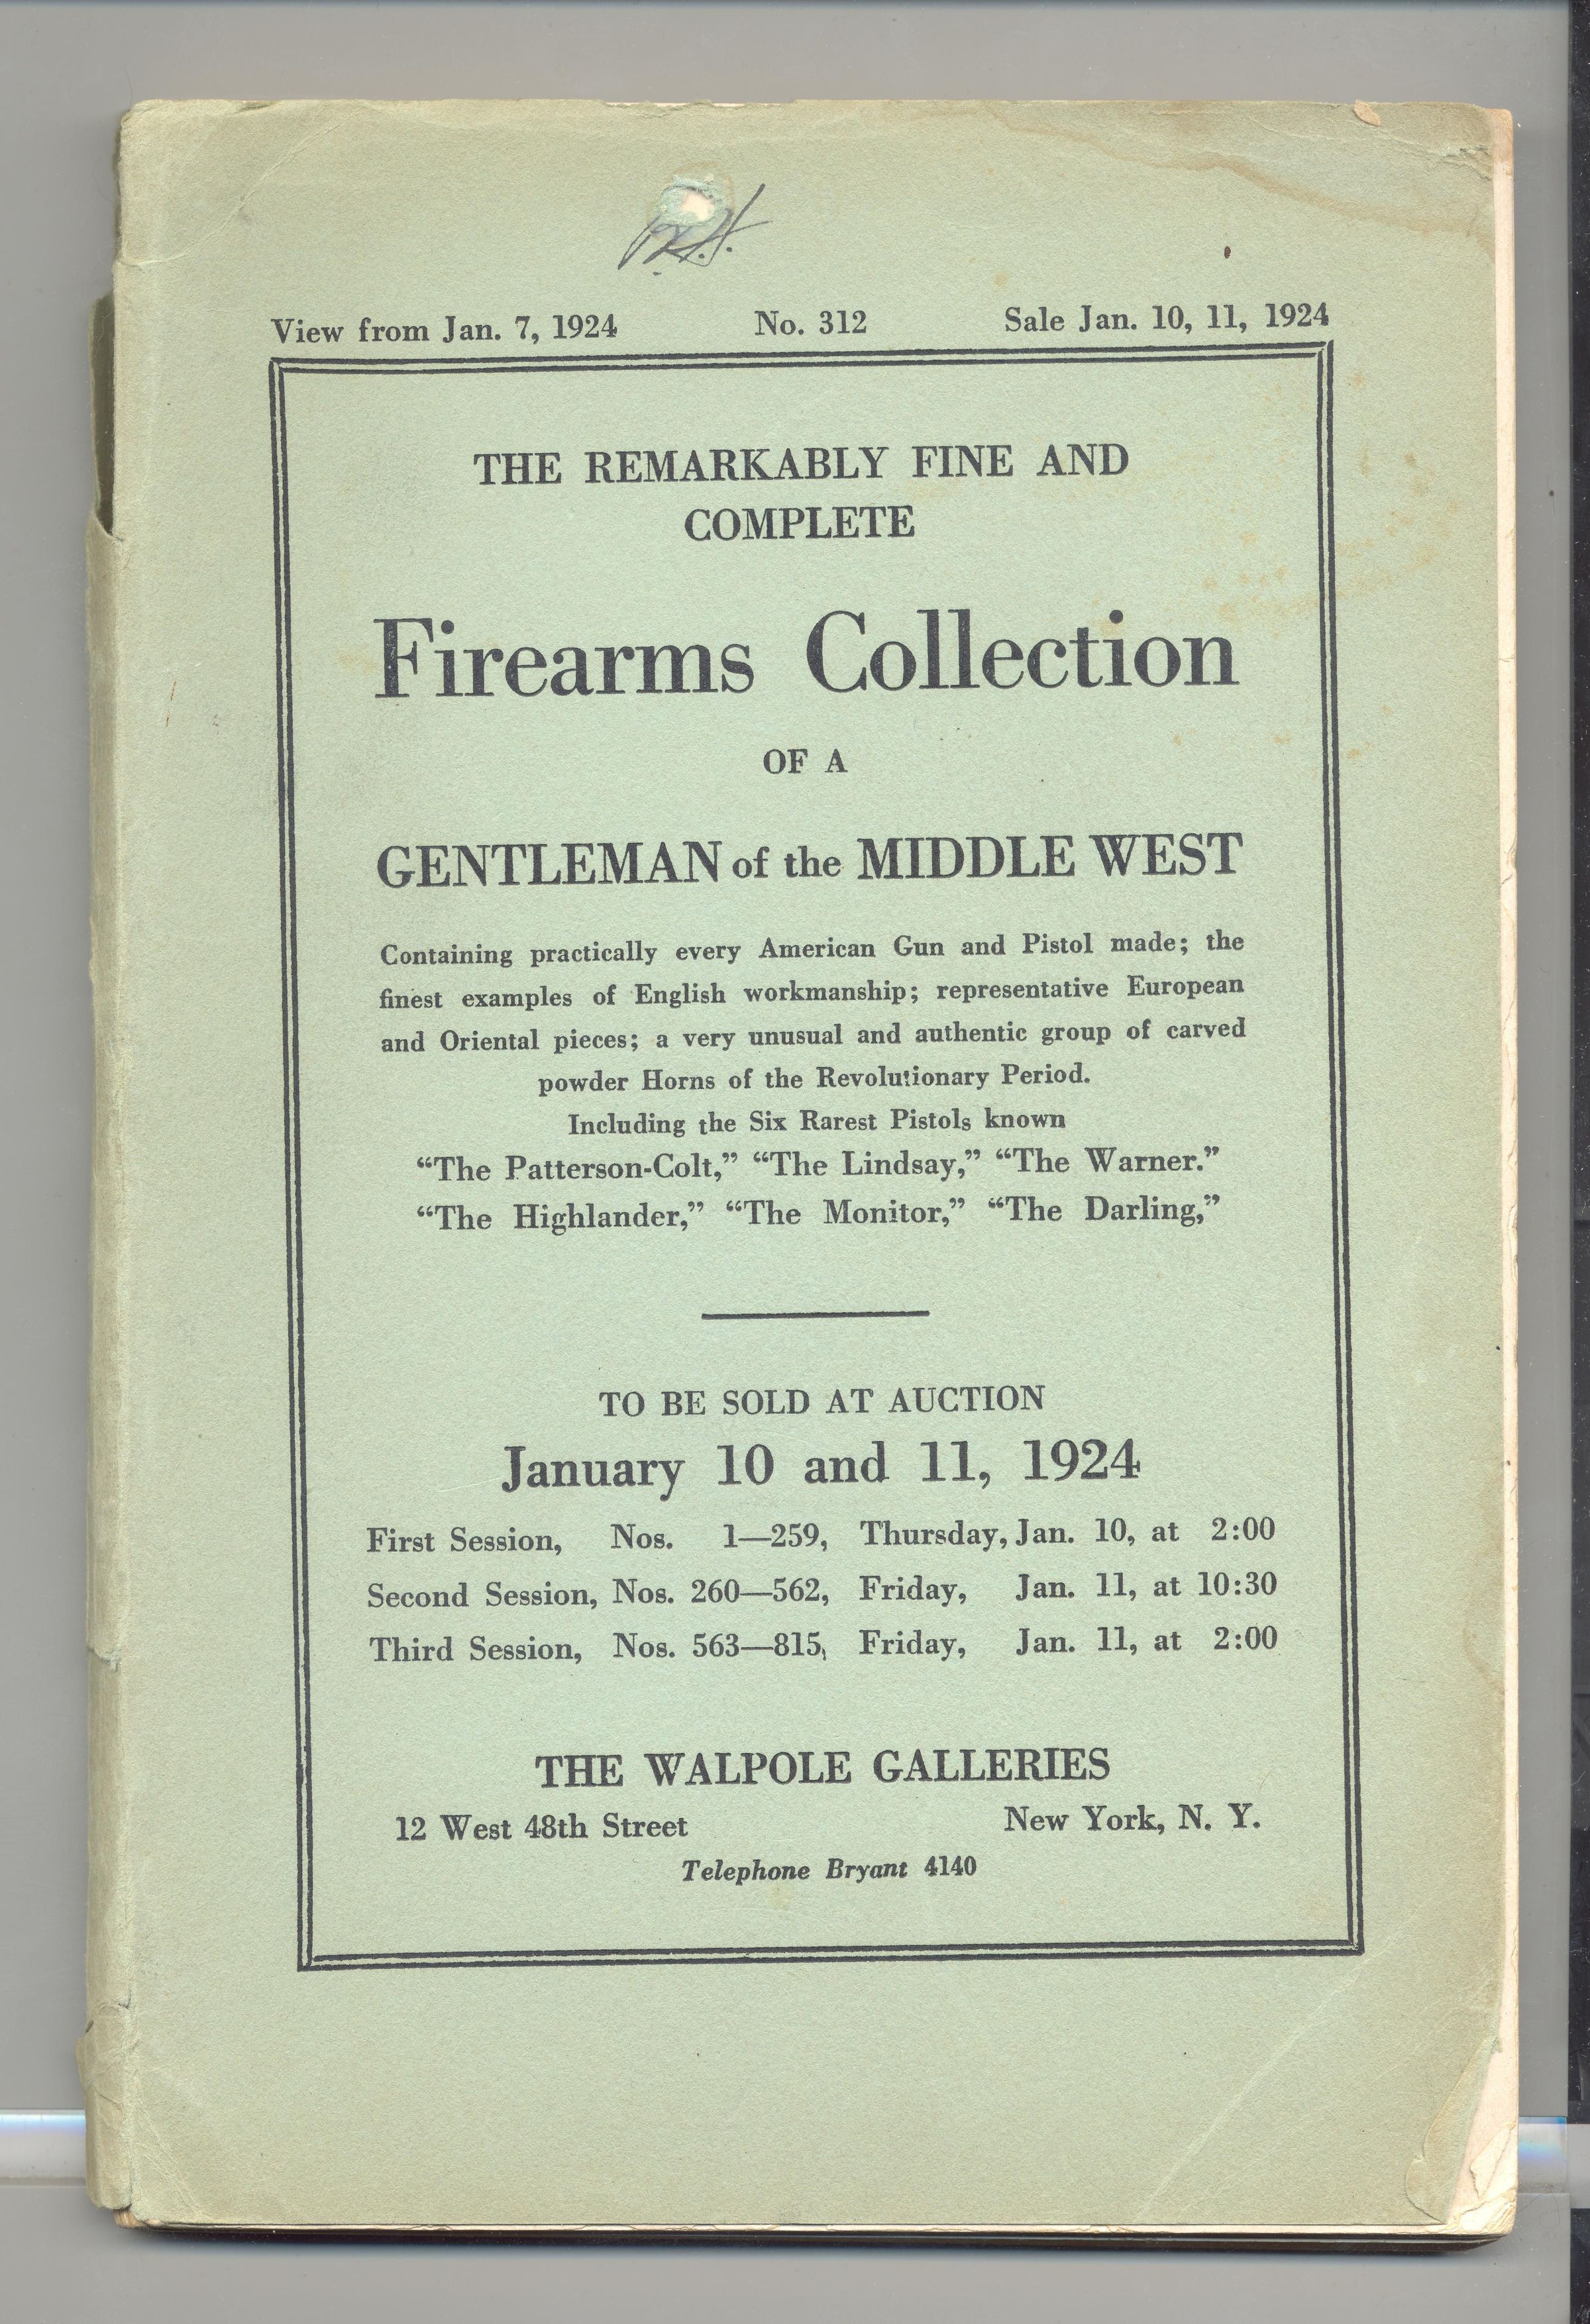 View from Jan. 7, 1924 No. 312 Sale Jan. 10, 11, 1924
THE REMARKABLY FINE AND
COMPLETE
Firearms Collection
OF A
GENTLEMAN of the MIDDLE WEST
Containing practically every American Gun and Pistol made; the
finest examples of English workmanship; representative European
and Oriental pieces; a very unusual and authentic group of carved
powder Horns of the Revolutionary Period.
Including the Six Rarest Pistols known
“The Patterson-Colt,” “The Lindsay,” “The Warner.”
“The Highlander,” “The Monitor,” “The Darling,”
TO BE SOLD AT AUCTION
January 10 and 11, 1924
First Session, Nos. 1—259, Thursday, Jan. 10, at 2:00
Second Session, Nos. 260—562, Friday, Jan. 11, at 10:30
Third Session, Nos. 563—815, Friday, Jan. 11, at 2:00
THE WALPOLE GALLERIES
12 West 48th Street New York, N. Y.
Telephone Bryant 4140